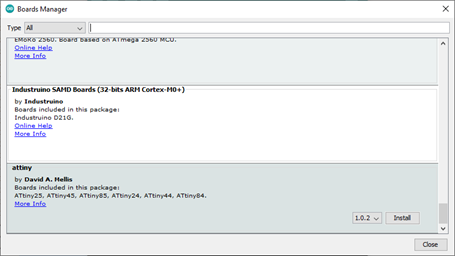 Boards Manager
Type All
EMoRo 2560. Board based on ATmega 2560 MCU.
Online Help
More Info
Industruino SAMD Boards (32-bits ARM Cortex-M0+)
by Industruino
Boards included in this package:
Industruino D21G.
Online Help
More Info
attiny
by David A. Mellis
Boards included in this package:
ATtiny25, ATtiny45, ATtiny85, ATtiny24, ATtiny44, ATtiny84.
More Info
1.0.2 Install
Close